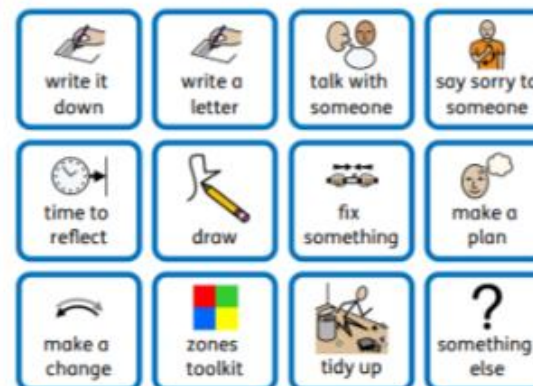 write it
down
write a
letter
talk with
someone
say sorry to
someone
time to
reflect
draw
fix
something
make a
plan
make a
change
zones
toolkit
tidy up
?
something
else